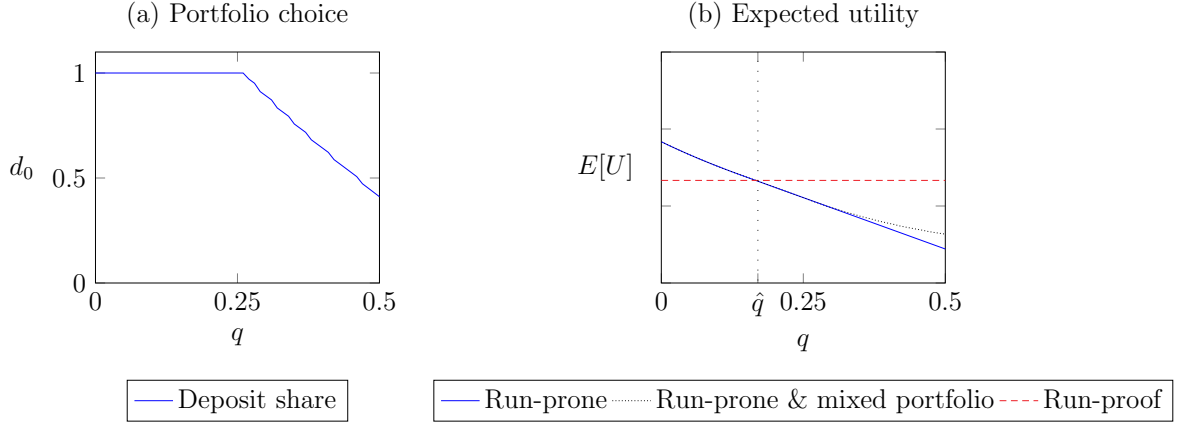 (a) Portfolio choice
1
d₀
0.5
0
0
0.25
0.5
q
Deposit share
(b) Expected utility
E[U]
0
q̂
0.25
0.5
q
Run-prone
Run-prone & mixed portfolio
Run-proof